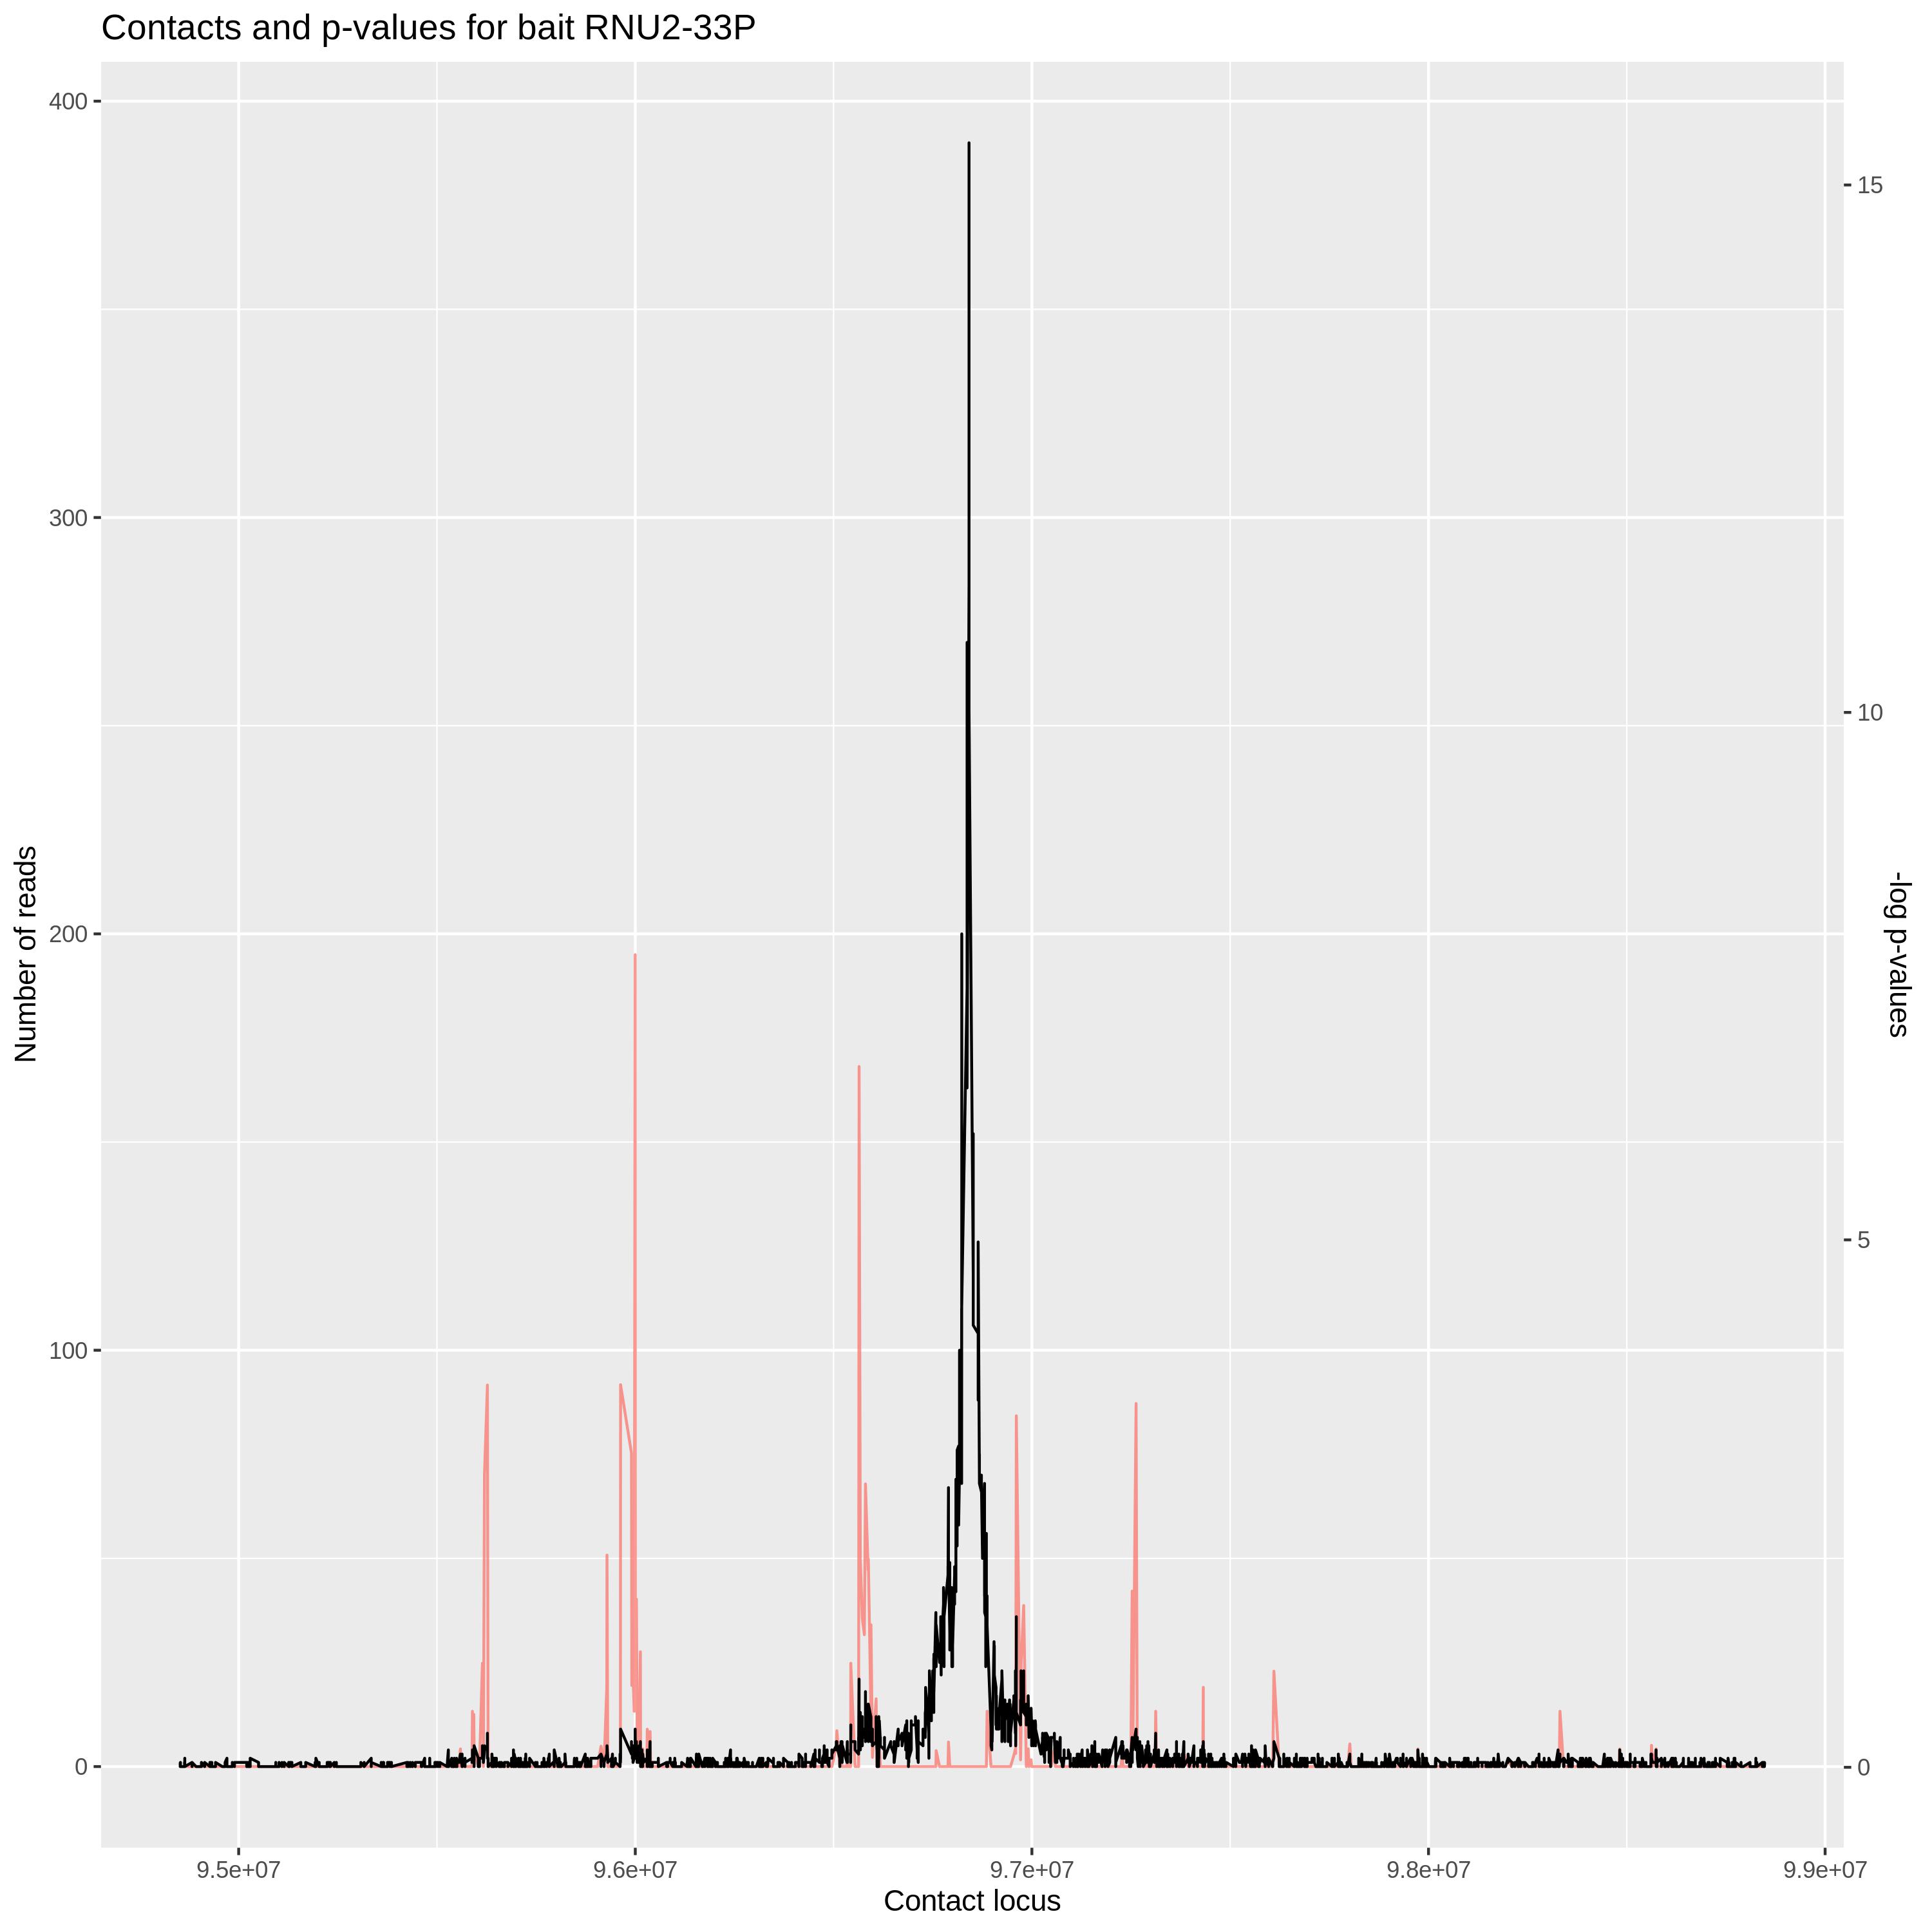 Contacts and p-values for bait RNU2-33P
400
300
200
100
0
Number of reads
15
10
5
0
-log p-values
9.5e+07 9.6e+07 9.7e+07 9.8e+07 9.9e+07
Contact locus